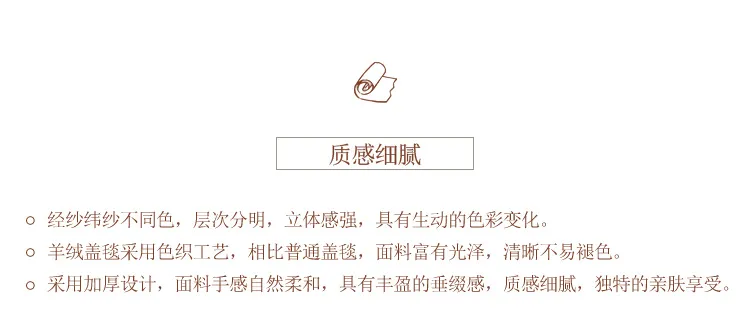 质感细腻
经纱纬纱不同色，层次分明，立体感强，具有生动的色彩变化。
羊绒盖毯采用色织工艺，相比普通盖毯，面料富有光泽，清晰不易褪色。
采用加厚设计，面料手感自然柔和，具有丰盈的垂缀感，质感细腻，独特的亲肤享受。